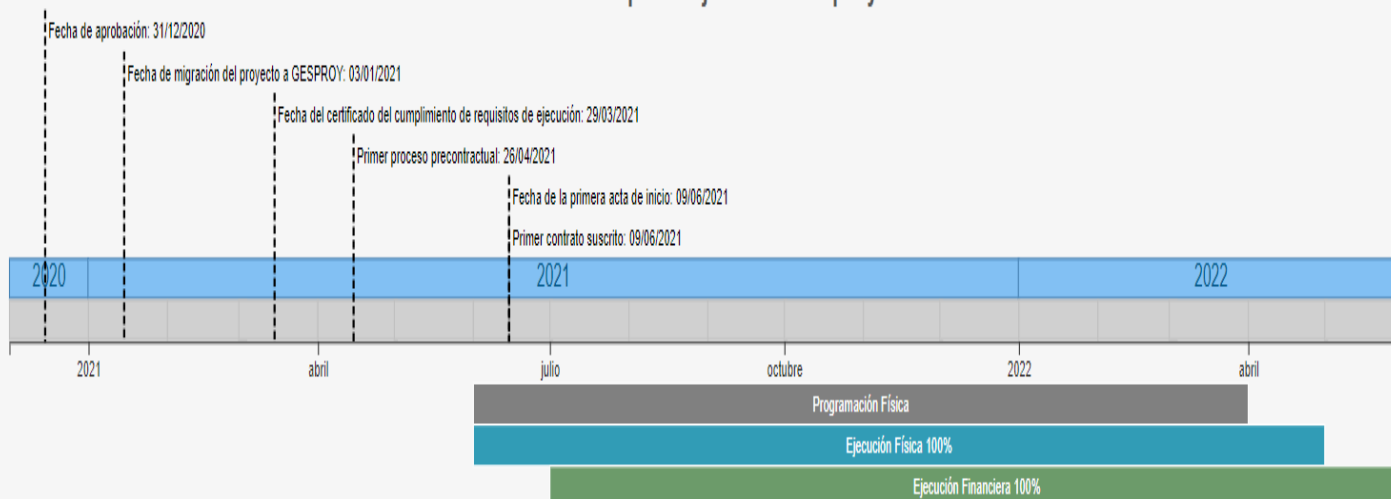 Fecha de aprobación: 31/12/2020
Fecha de migración del proyecto a GESPROY: 03/01/2021
Fecha del certificado del cumplimiento de requisitos de ejecución: 29/03/2021
Primer proceso precontractual: 26/04/2021
Fecha de la primera acta de inicio: 09/06/2021
Primer contrato suscrito: 09/06/2021
2020 2021 2022
2021 abril julio octubre 2022 abril
Programación Física
Ejecución Física 100%
Ejecución Financiera 100%